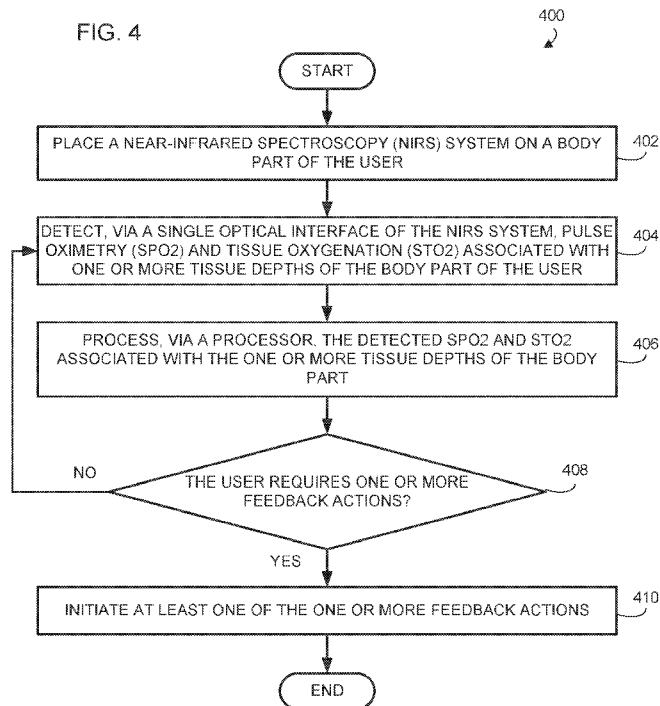 FIG. 4
400
START
PLACE A NEAR-INFRARED SPECTROSCOPY (NIRS) SYSTEM ON A BODY
PART OF THE USER
402
DETECT, VIA A SINGLE OPTICAL INTERFACE OF THE NIRS SYSTEM, PULSE
OXIMETRY (SPO2) AND TISSUE OXYGENATION (STO2) ASSOCIATED WITH
ONE OR MORE TISSUE DEPTHS OF THE BODY PART OF THE USER
404
PROCESS, VIA A PROCESSOR, THE DETECTED SPO2 AND STO2
ASSOCIATED WITH THE ONE OR MORE TISSUE DEPTHS OF THE BODY
PART
406
NO
THE USER REQUIRES ONE OR MORE
FEEDBACK ACTIONS?
408
YES
INITIATE AT LEAST ONE OF THE ONE OR MORE FEEDBACK ACTIONS
410
END